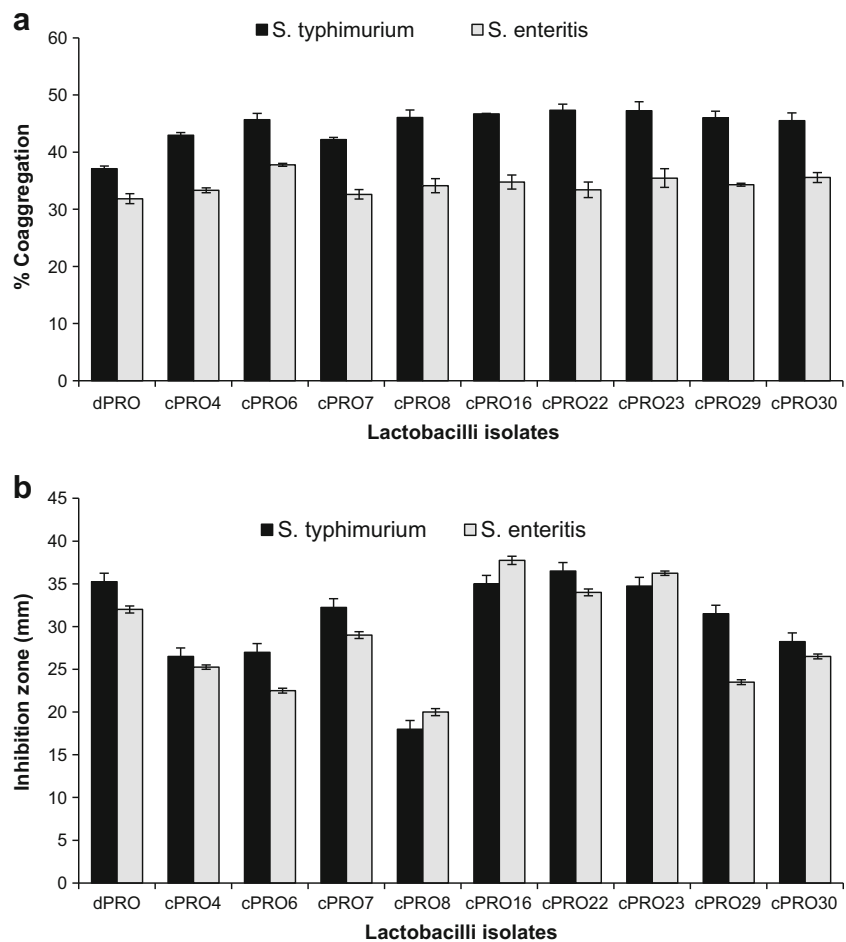 a
S. typhimurium S. enteritis
60
50
40
30
20
10
0
% Coaggregation
dPRO cPRO4 cPRO6 cPRO7 cPRO8 cPRO16 cPRO22 cPRO23 cPRO29 cPRO30
Lactobacilli isolates
b
S. typhimurium S. enteritis
45
40
35
30
25
20
15
10
5
0
Inhibition zone (mm)
dPRO cPRO4 cPRO6 cPRO7 cPRO8 cPRO16 cPRO22 cPRO23 cPRO29 cPRO30
Lactobacilli isolates